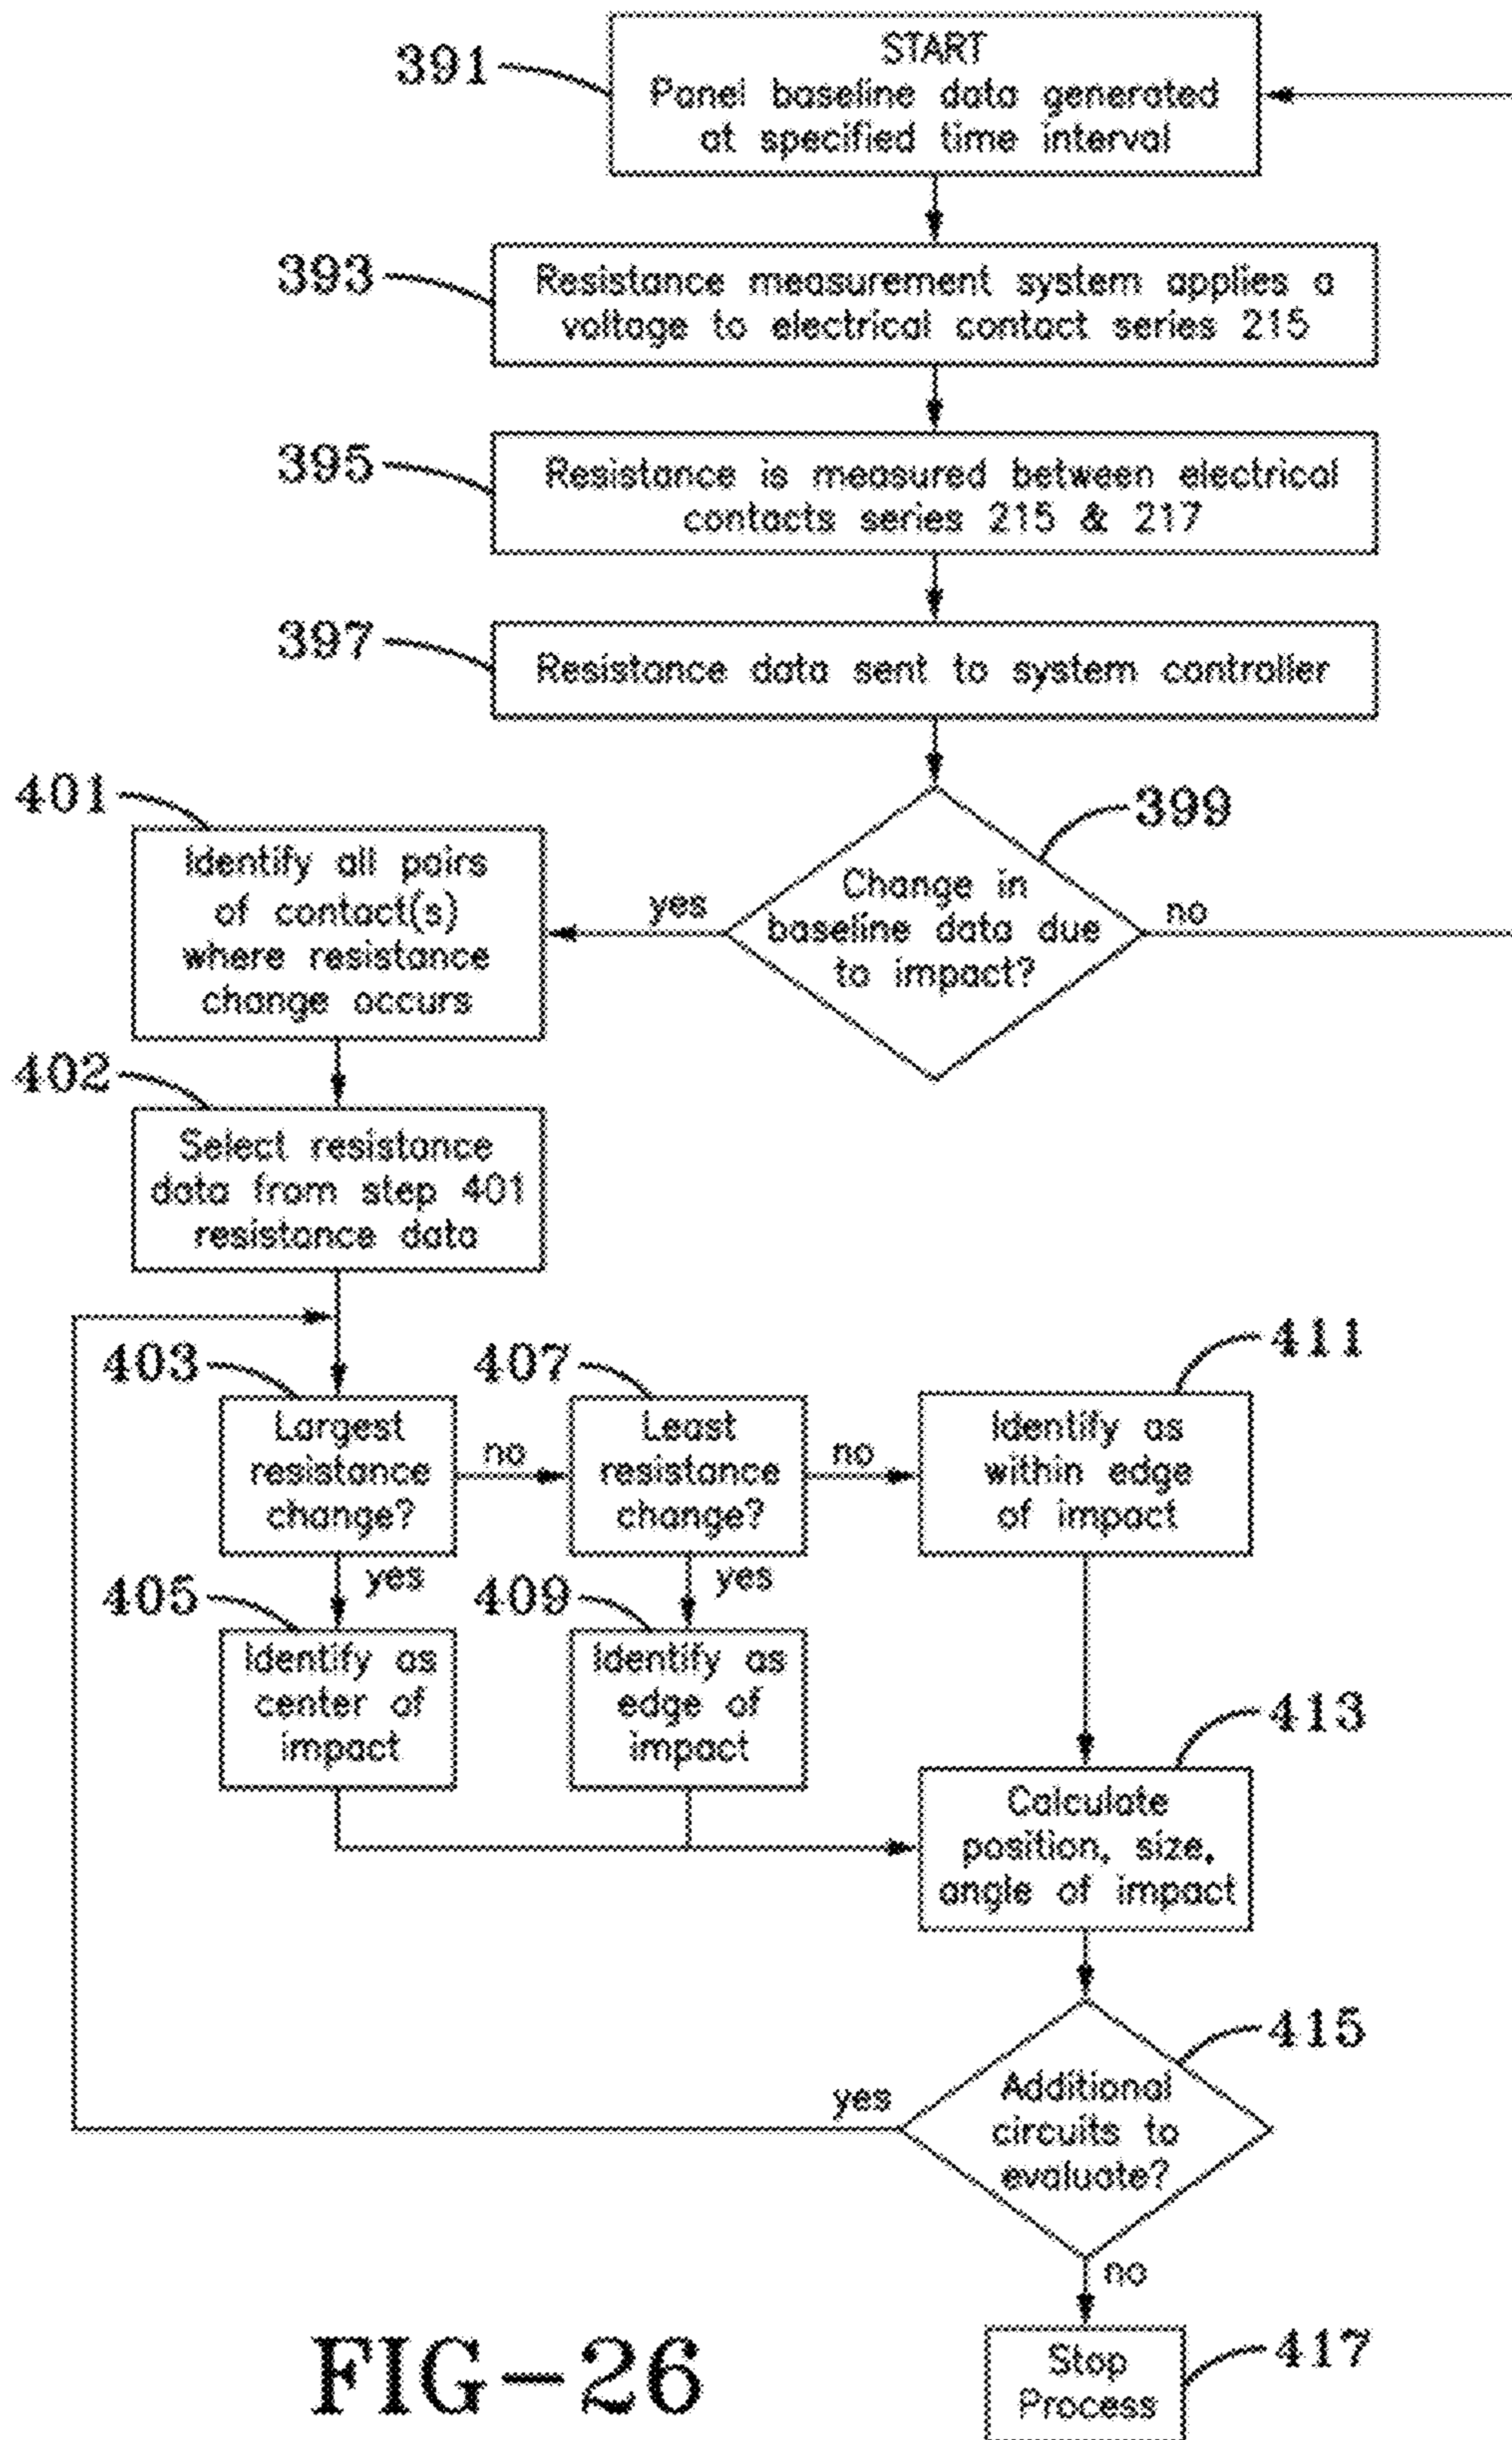 391
START
Panel baseline data generated
at specified time interval
393
Resistance measurement system applies a
voltage to electrical contact series 215
395
Resistance is measured between electrical
contacts series 215 & 217
397
Resistance data sent to system controller
401
Identify all pairs
of contact(s)
where resistance
change occurs
yes
399
Change in
baseline data due
to impact?
no
402
Select resistance
data from step 401
resistance data
403
Largest
resistance
change?
no
407
Least
resistance
change?
no
411
Identify as
within edge
of impact
yes
yes
405
Identify as
center of
impact
409
Identify as
edge of
impact
413
Calculate
position, size,
angle of impact
415
Additional
circuits to
evaluate?
yes
no
417
Stop
Process
FIG-26